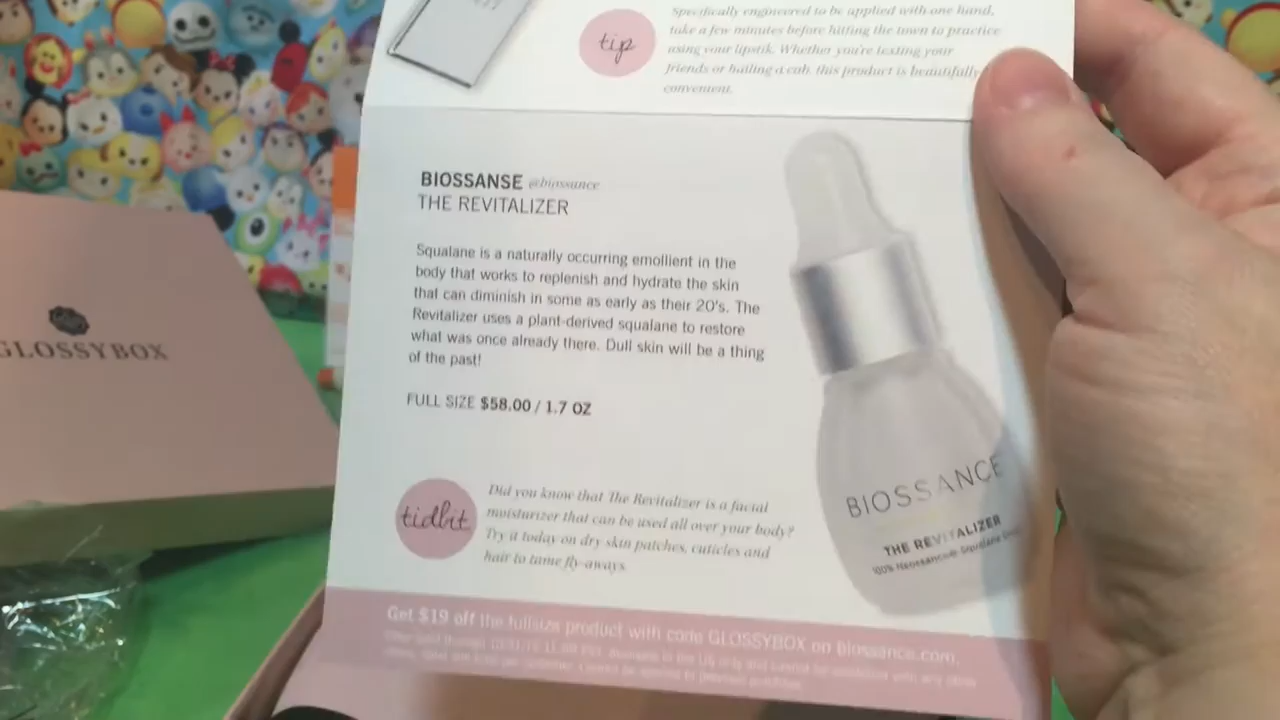 Specifically engineered to be applied with one hand,
take a few minutes before hitting the town to practice
using your lipstik. Whether you're texting your
friends or hailing a cab, this product is beautifully
convenient.
tip
BIOSSANSE @biossance
THE REVITALIZER
Squalane is a naturally occurring emollient in the
body that works to replenish and hydrate the skin
that can diminish in some as early as their 20's. The
Revitalizer uses a plant-derived squalane to restore
what was once already there. Dull skin will be a thing
of the past!
FULL SIZE $58.00 / 1.7 OZ
tidbit
Did you know that The Revitalizer is a facial
moisturizer that can be used all over your body?
Try it today on dry skin patches, cuticles and
hair to tame fly-aways.
BIOSSANCE
THE REVITALIZER
100%
Get $19 off the fullsize product with code GLOSSYBOX on Biossance.com.
GLOSSYBOX